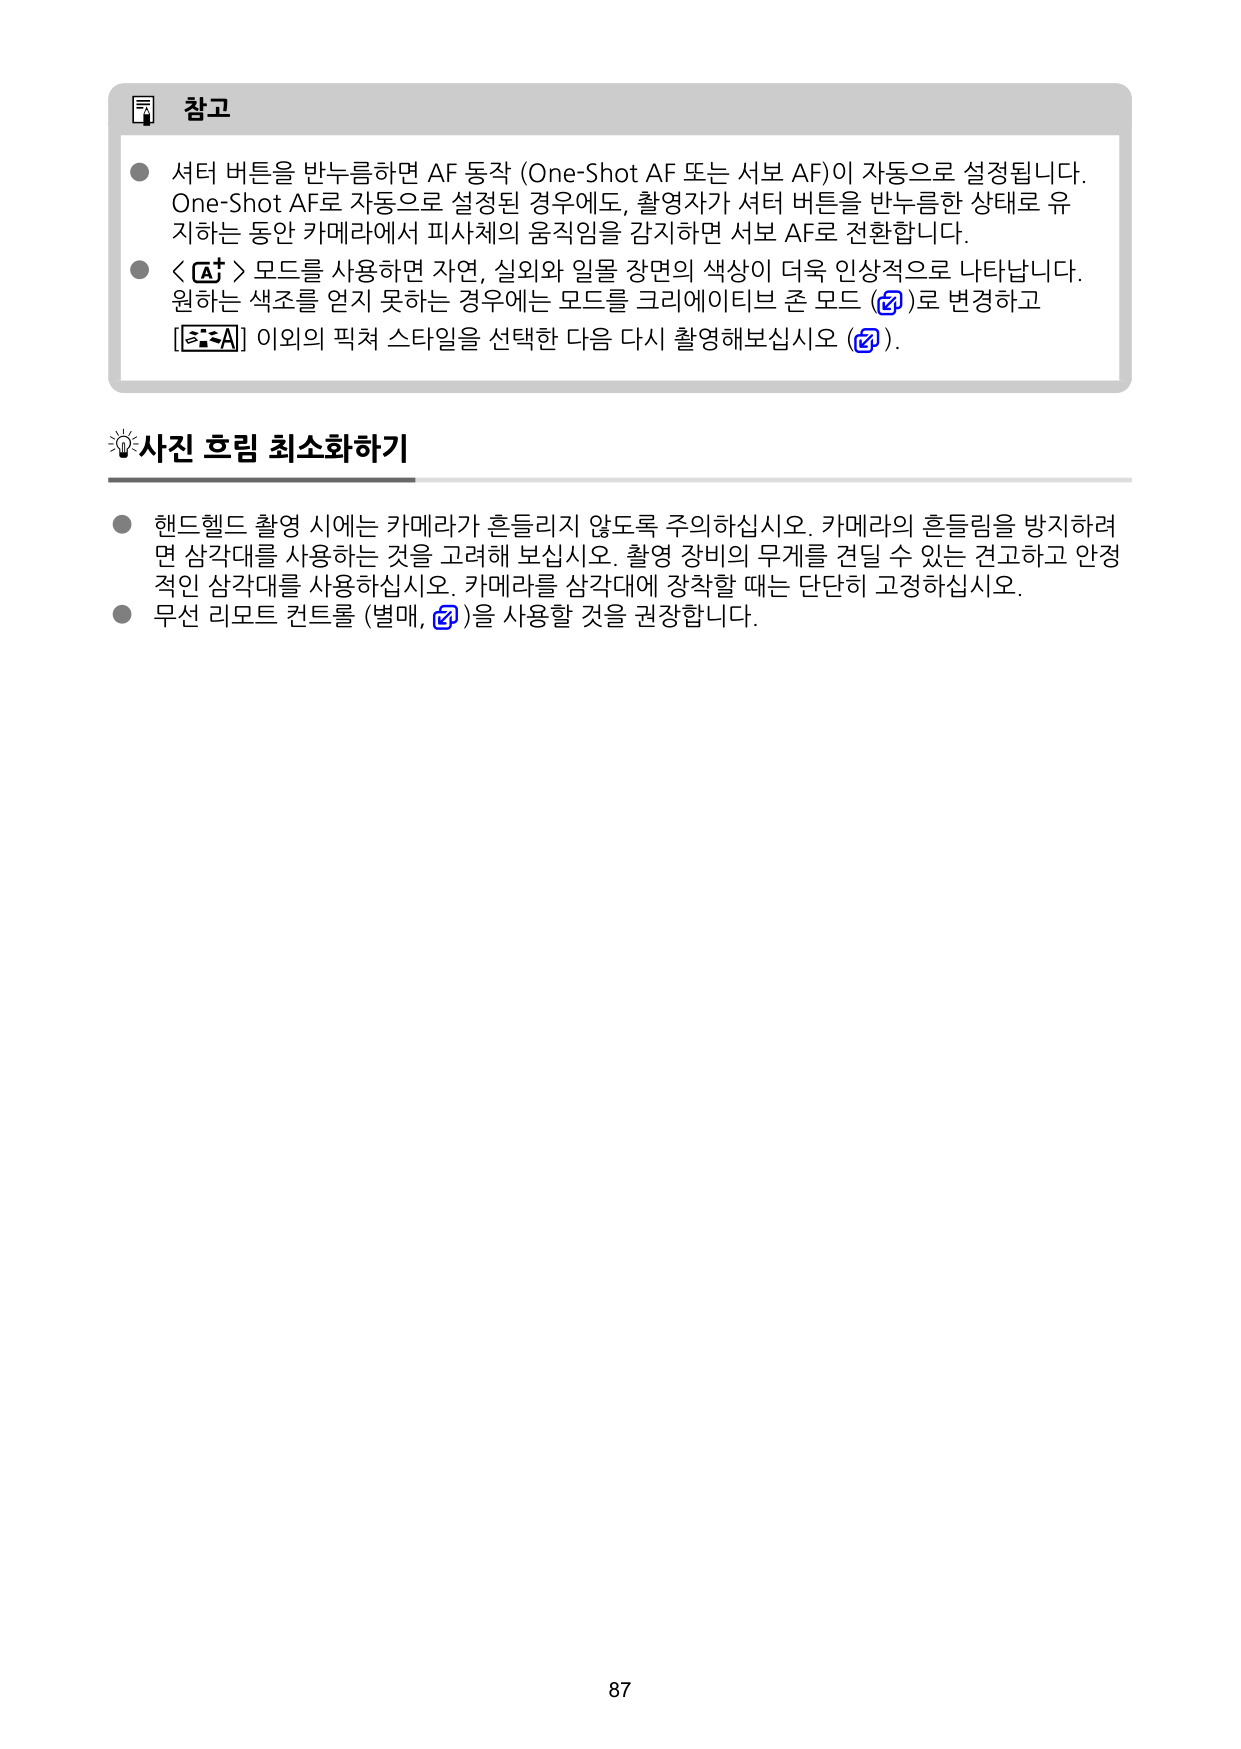 참고
● 셔터 버튼을 반누름하면 AF 동작 (One-Shot AF 또는 서보 AF)이 자동으로 설정됩니다.
One-Shot AF로 자동으로 설정된 경우에도, 촬영자가 셔터 버튼을 반누름한 상태로 유
지하는 동안 카메라에서 피사체의 움직임을 감지하면 서보 AF로 전환합니다.
● < A+ > 모드를 사용하면 자연, 실외와 일몰 장면의 색상이 더욱 인상적으로 나타납니다.
원하는 색조를 얻지 못하는 경우에는 모드를 크리에이티브 존 모드 ( )로 변경하고
[A] 이외의 픽쳐 스타일을 선택한 다음 다시 촬영해보십시오 ( ).
사진 흐림 최소화하기
● 핸드헬드 촬영 시에는 카메라가 흔들리지 않도록 주의하십시오. 카메라의 흔들림을 방지하려
면 삼각대를 사용하는 것을 고려해 보십시오. 촬영 장비의 무게를 견딜 수 있는 견고하고 안정
적인 삼각대를 사용하십시오. 카메라를 삼각대에 장착할 때는 단단히 고정하십시오.
● 무선 리모트 컨트롤 (별매, )을 사용할 것을 권장합니다.
87